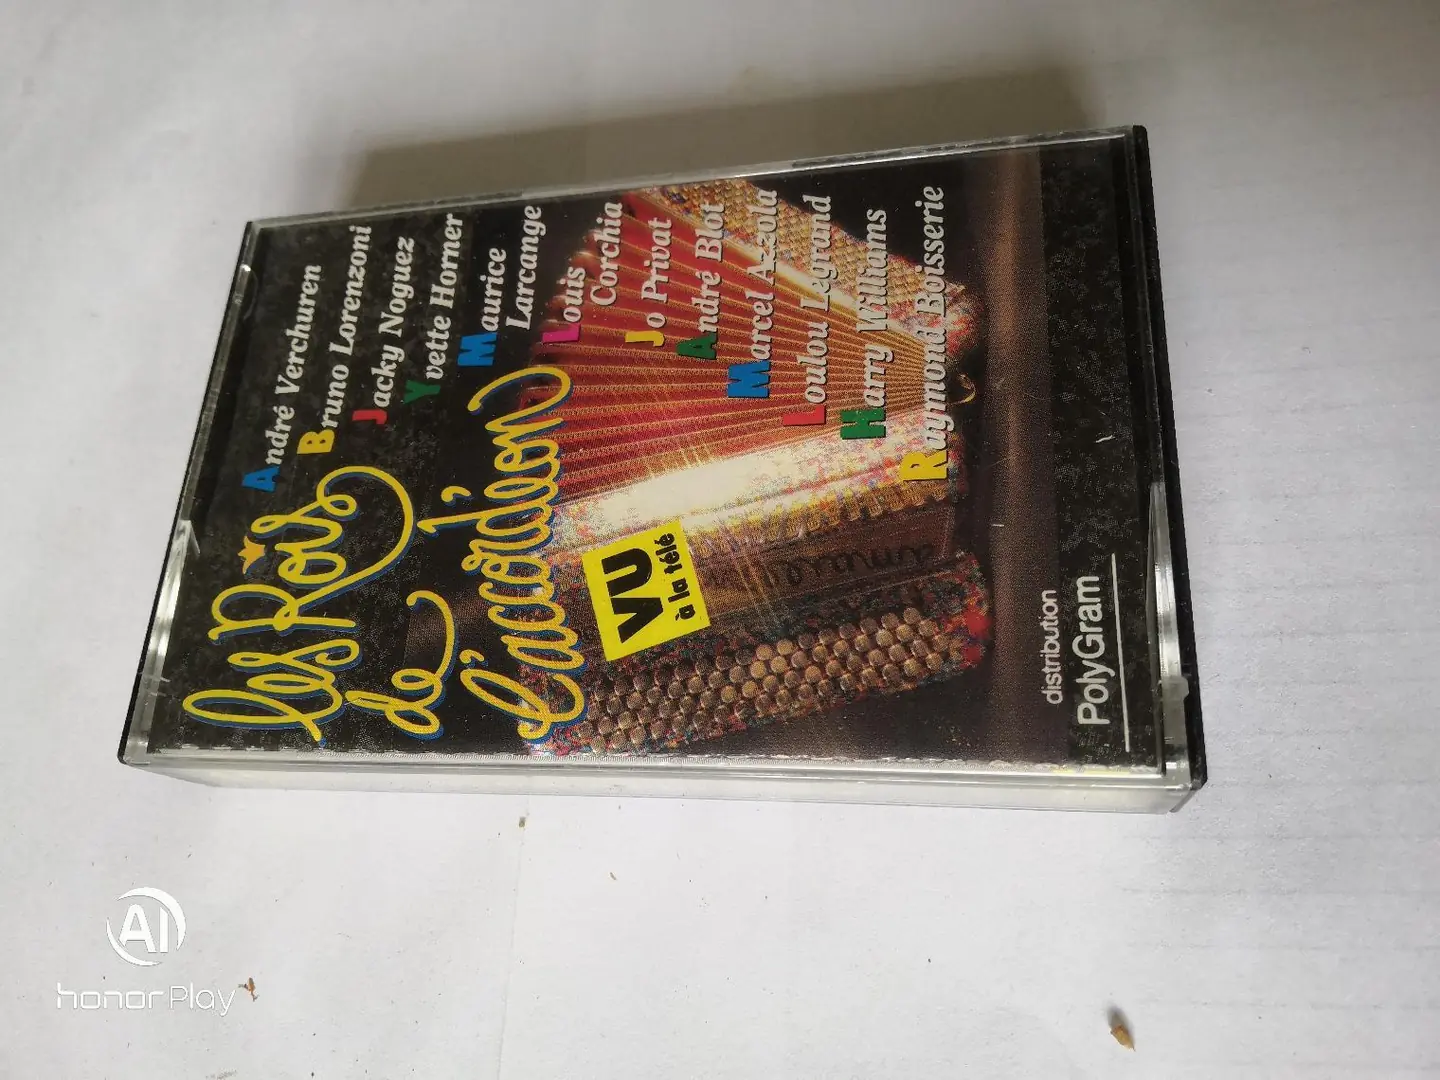 Les Rois
de
l'accordéon
André Verchuren
Bruno Lorenzoni
Jacky Noguez
Yvette Horner
Maurice
Larcange
Louis
Corchia
Jo Privat
André Blot
Marcel Azzola
Loulou Legrand
Harry Williams
Raymond Boisserie
VU
à la télé
distribution
PolyGram
AI
honor Play